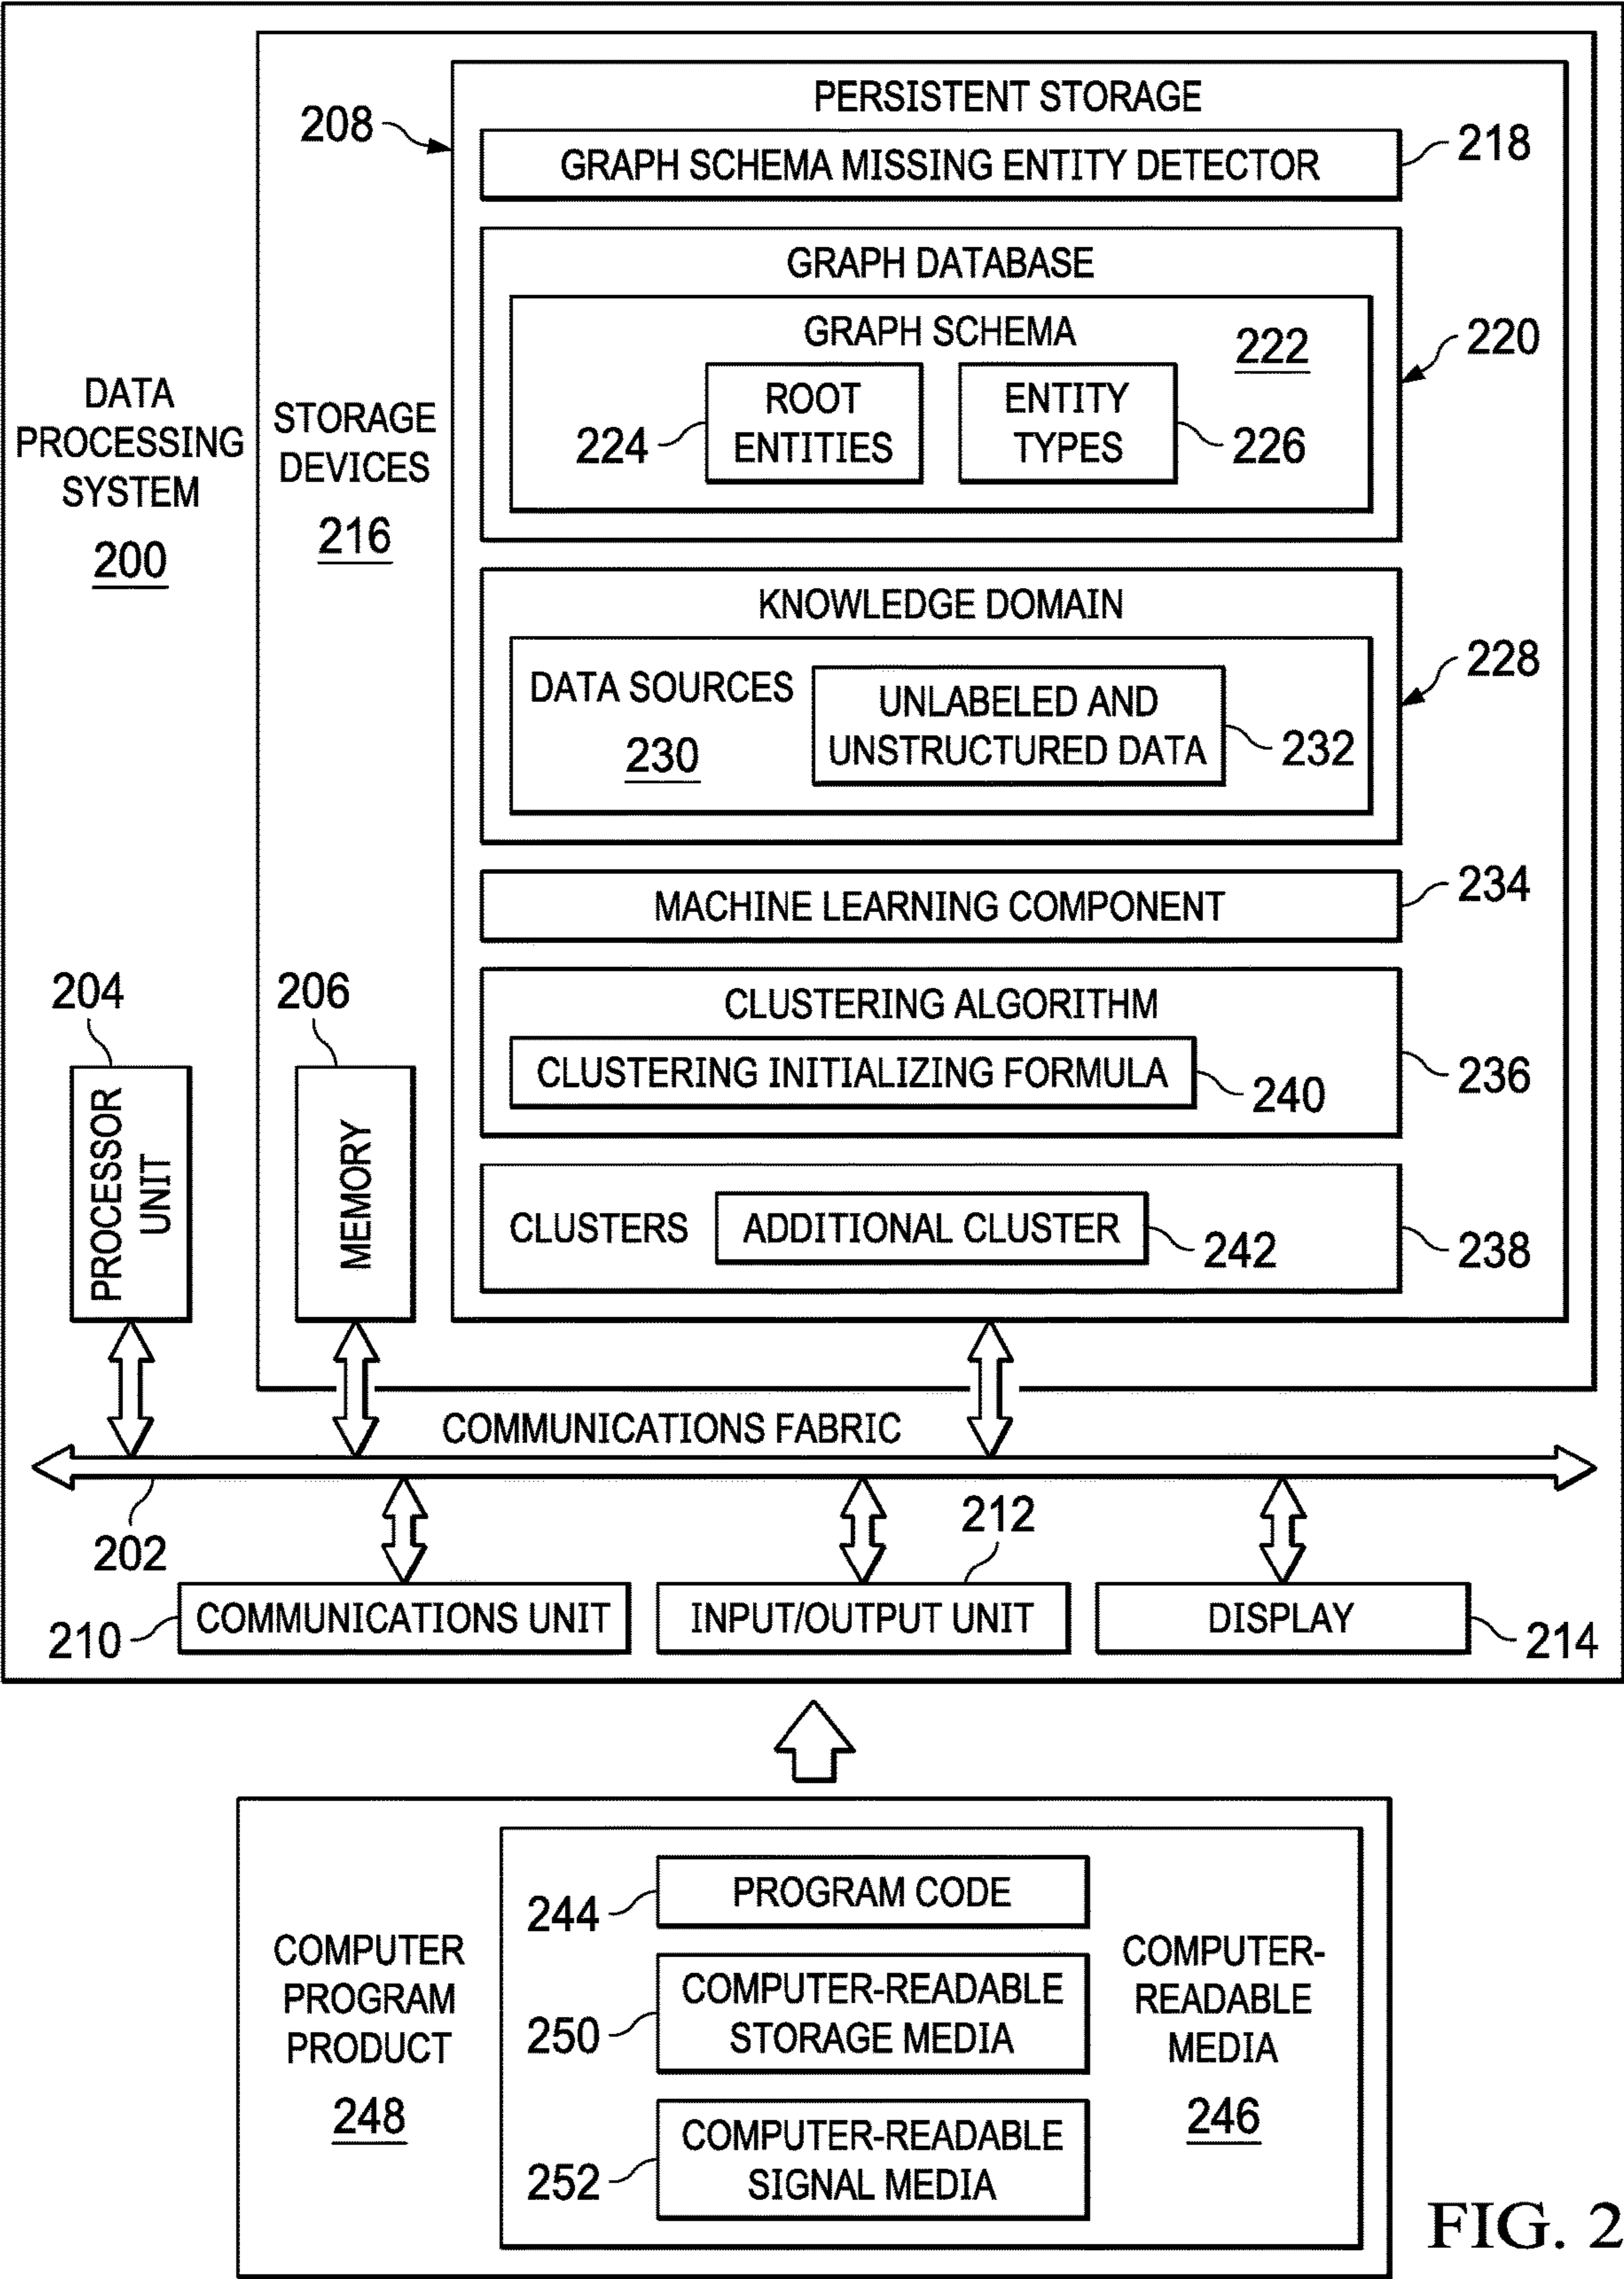 PERSISTENT STORAGE
208
GRAPH SCHEMA MISSING ENTITY DETECTOR
218
GRAPH DATABASE
GRAPH SCHEMA
222
220
ROOT
ENTITIES
224
ENTITY
TYPES
226
DATA
PROCESSING
SYSTEM
200
STORAGE
DEVICES
216
KNOWLEDGE DOMAIN
228
DATA SOURCES
230
UNLABELED AND
UNSTRUCTURED DATA
232
MACHINE LEARNING COMPONENT
234
CLUSTERING ALGORITHM
CLUSTERING INITIALIZING FORMULA
240
236
CLUSTERS
ADDITIONAL CLUSTER
242
238
204
PROCESSOR
UNIT
206
MEMORY
COMMUNICATIONS FABRIC
202
212
210
COMMUNICATIONS UNIT
INPUT/OUTPUT UNIT
DISPLAY
214
COMPUTER
PROGRAM
PRODUCT
248
244
PROGRAM CODE
250
COMPUTER-READABLE
STORAGE MEDIA
252
COMPUTER-READABLE
SIGNAL MEDIA
COMPUTER-
READABLE
MEDIA
246
FIG. 2